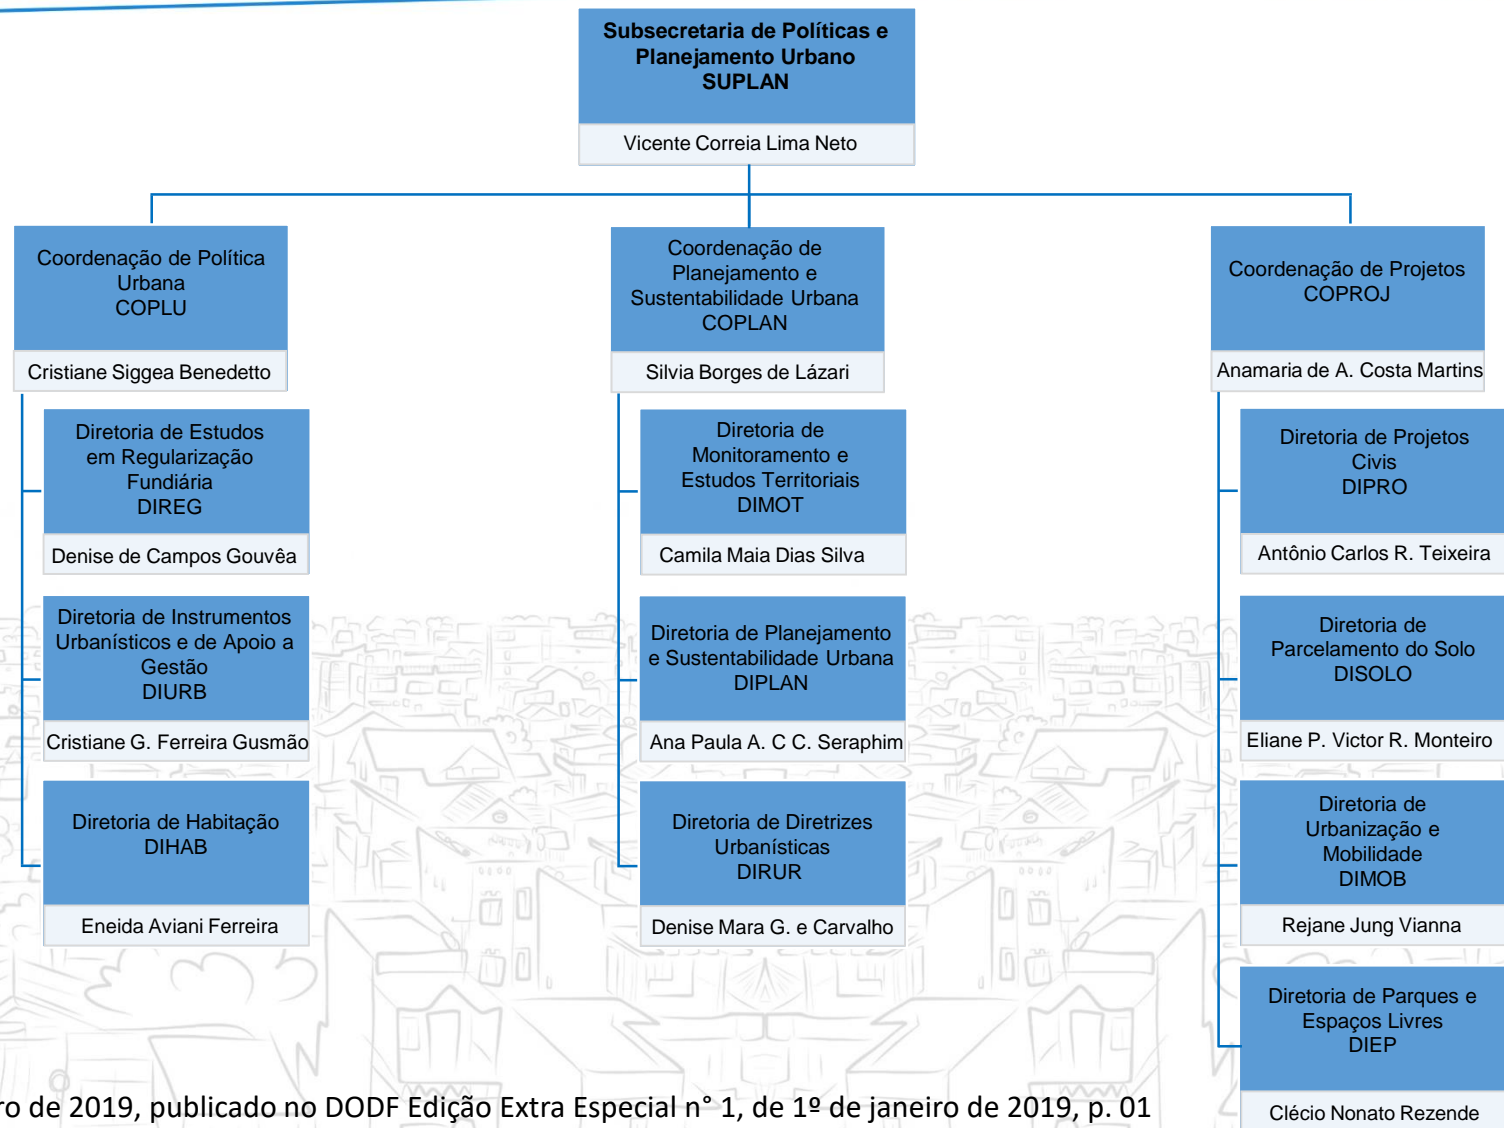 Subsecretaria de Políticas e
Planejamento Urbano
SUPLAN
Vicente Correia Lima Neto
Coordenação de Política
Urbana
COPLU
Cristiane Siggea Benedetto
Coordenação de
Planejamento e
Sustentabilidade Urbana
COPLAN
Silvia Borges de Lázari
Coordenação de Projetos
COPROJ
Anamaria de A. Costa Martins
Diretoria de Estudos
em Regularização
Fundiária
DIREG
Denise de Campos Gouvêa
Diretoria de Instrumentos
Urbanísticos e de Apoio a
Gestão
DIURB
Cristiane G. Ferreira Gusmão
Diretoria de Habitação
DIHAB
Eneida Aviani Ferreira
Diretoria de
Monitoramento e
Estudos Territoriais
DIMOT
Camila Maia Dias Silva
Diretoria de Planejamento
e Sustentabilidade Urbana
DIPLAN
Ana Paula A. C C. Seraphim
Diretoria de Diretrizes
Urbanísticas
DIRUR
Denise Mara G. e Carvalho
Diretoria de Projetos
Civis
DIPRO
Antônio Carlos R. Teixeira
Diretoria de
Parcelamento do Solo
DISOLO
Eliane P. Victor R. Monteiro
Diretoria de
Urbanização e
Mobilidade
DIMOB
Rejane Jung Vianna
Diretoria de Parques e
Espaços Livres
DIEP
Clécio Nonato Rezende
ro de 2019, publicado no DODF Edição Extra Especial n° 1, de 1º de janeiro de 2019, p. 01